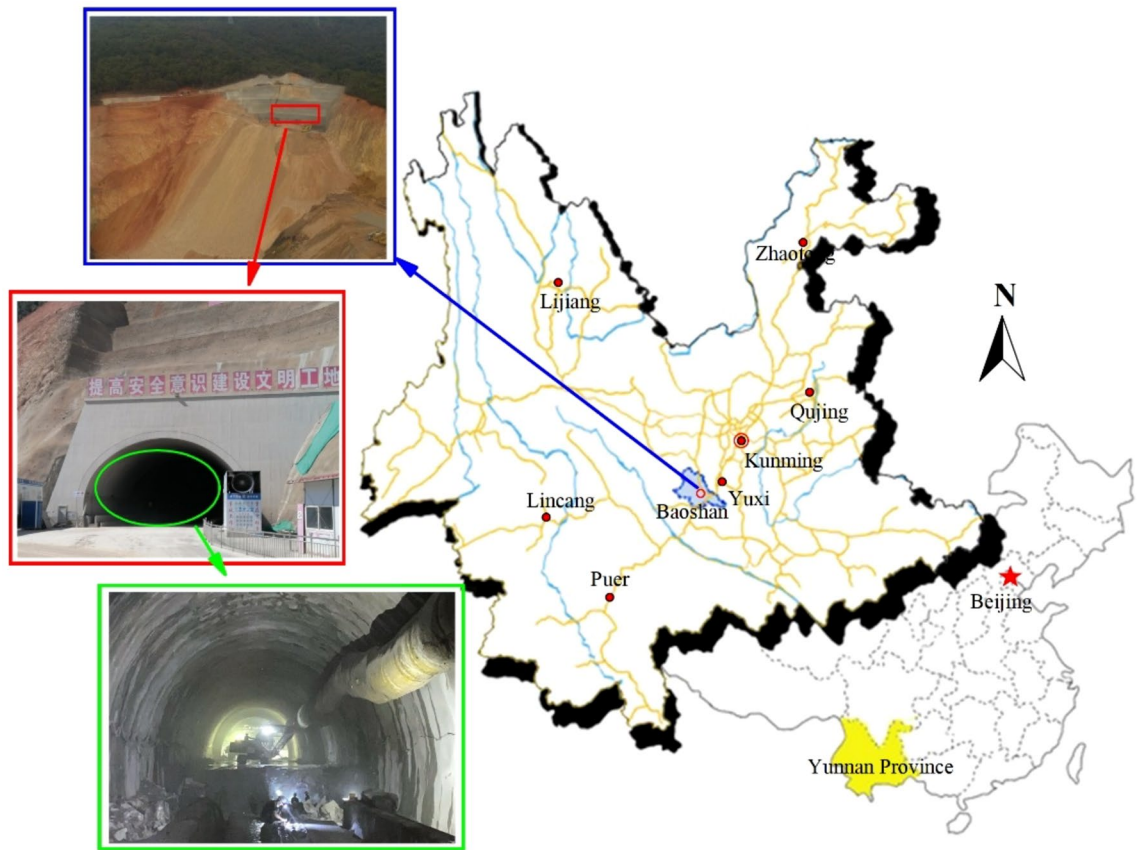 提高安全意识建设文明工地
Zhaotong
Lijiang
N
Qujing
Kunming
Yuxi
Baoshan
Lincang
Puer
Beijing
Yunnan Province